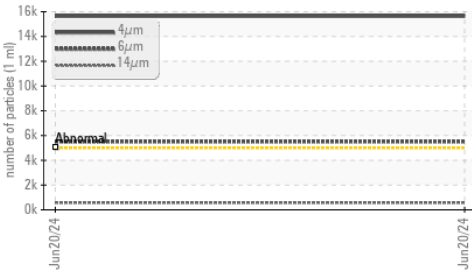 number of particles (1 ml)
16k
14k
12k
10k
8k
6k
4k
2k
0k
4µm
6µm
14µm
Abnormal
Jun20/24
Jun20/24